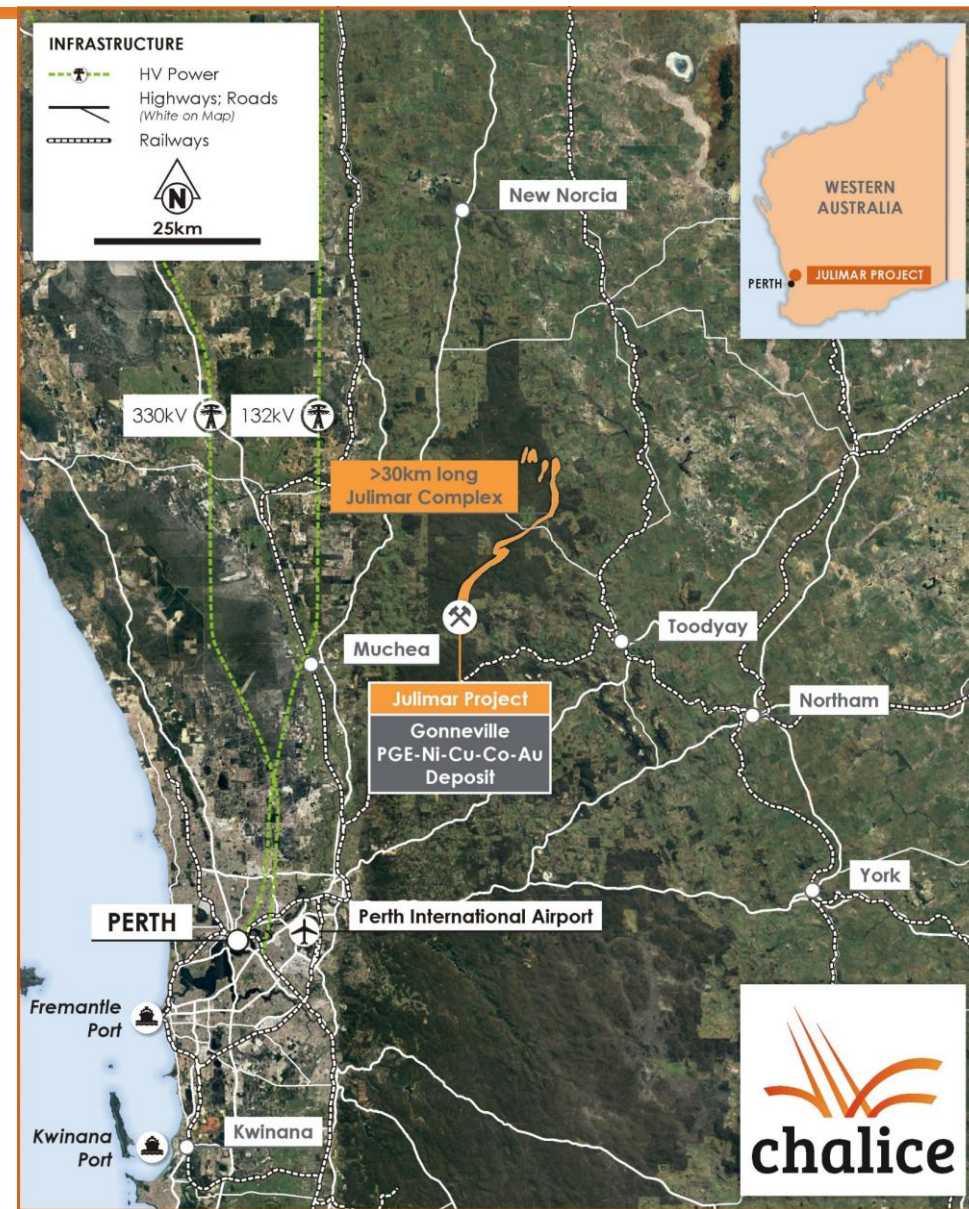 INFRASTRUCTURE
HV Power
Highways; Roads
(White on Map)
Railways
N
25km
WESTERN
AUSTRALIA
PERTH
JULIMAR PROJECT
New Norcia
330kV
132kV
>30km long
Julimar Complex
Muchea
Toodyay
Julimar Project
Gonneville
PGE-Ni-Cu-Co-Au
Deposit
Northam
York
PERTH
Perth International Airport
Fremantle
Port
Kwinana
Port
Kwinana
chalice